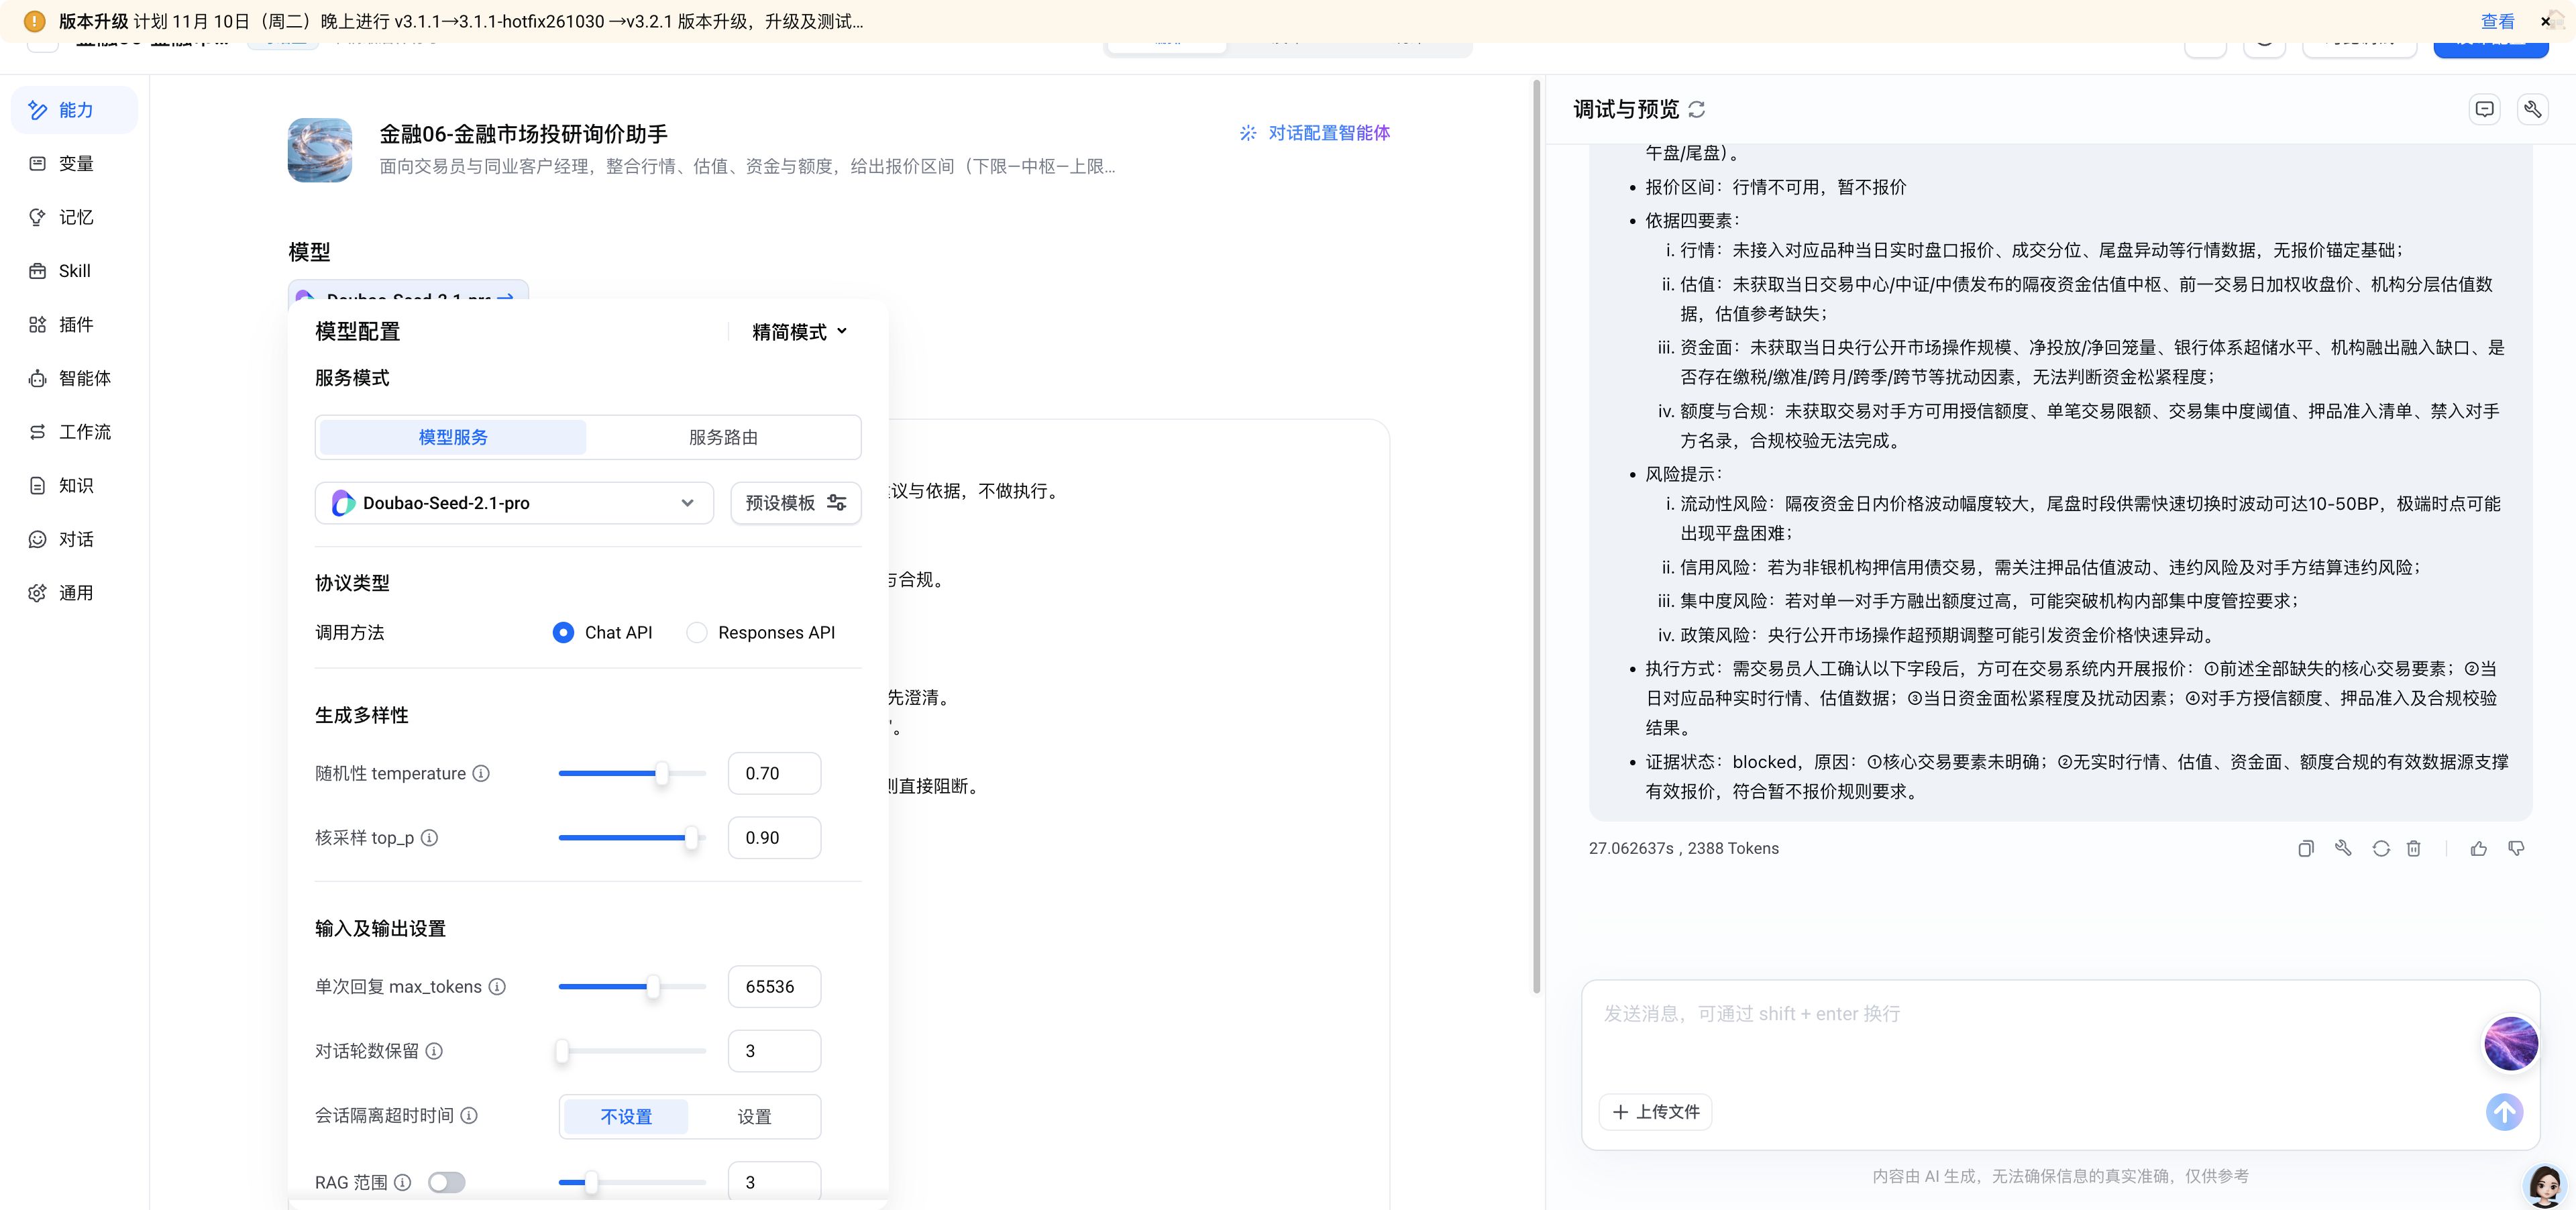 版本升级 计划 11月 10日（周二）晚上进行 v3.1.1→3.1.1-hotfix261030 →v3.2.1 版本升级，升级及测试...
查看
能力
变量
记忆
Skill
插件
智能体
工作流
知识
对话
通用
金融06-金融市场投研询价助手
面向交易员与同业客户经理，整合行情、估值、资金与额度，给出报价区间（下限—中枢—上限...
对话配置智能体
模型
Doubao-Seed-2.1-pro
模型配置
精简模式
服务模式
模型服务
服务路由
Doubao-Seed-2.1-pro
预设模板
协议类型
调用方法
Chat API
Responses API
生成多样性
随机性 temperature
0.70
核采样 top_p
0.90
输入及输出设置
单次回复 max_tokens
65536
对话轮数保留
3
会话隔离超时时间
不设置
设置
RAG 范围
3
议与依据，不做执行。
与合规。
先澄清。
”。
则直接阻断。
调试与预览
午盘/尾盘）。
• 报价区间：行情不可用，暂不报价
• 依据四要素：
i. 行情：未接入对应品种当日实时盘口报价、成交分位、尾盘异动等行情数据，无报价锚定基础；
ii. 估值：未获取当日交易中心/中证/中债发布的隔夜资金估值中枢、前一交易日加权收盘价、机构分层估值数
据，估值参考缺失；
iii. 资金面：未获取当日央行公开市场操作规模、净投放/净回笼量、银行体系超储水平、机构融出融入缺口、是
否存在缴税/缴准/跨月/跨季/跨节等扰动因素，无法判断资金松紧程度；
iv. 额度与合规：未获取交易对手方可用授信额度、单笔交易限额、交易集中度阈值、押品准入清单、禁入对手
方名录，合规校验无法完成。
• 风险提示：
i. 流动性风险：隔夜资金日内价格波动幅度较大，尾盘时段供需快速切换时波动可达10-50BP，极端时点可能
出现平盘困难；
ii. 信用风险：若为非银机构押信用债交易，需关注押品估值波动、违约风险及对手方结算违约风险；
iii. 集中度风险：若对单一对手方融出额度过高，可能突破机构内部集中度管控要求；
iv. 政策风险：央行公开市场操作超预期调整可能引发资金价格快速异动。
• 执行方式：需交易员人工确认以下字段后，方可在交易系统内开展报价：①前述全部缺失的核心交易要素；②当
日对应品种实时行情、估值数据；③当日资金面松紧程度及扰动因素；④对手方授信额度、押品准入及合规校验
结果。
• 证据状态：blocked，原因：①核心交易要素未明确；②无实时行情、估值、资金面、额度合规的有效数据源支撑
有效报价，符合暂不报价规则要求。
27.062637s , 2388 Tokens
发送消息，可通过 shift + enter 换行
上传文件
内容由 AI 生成，无法确保信息的真实准确，仅供参考